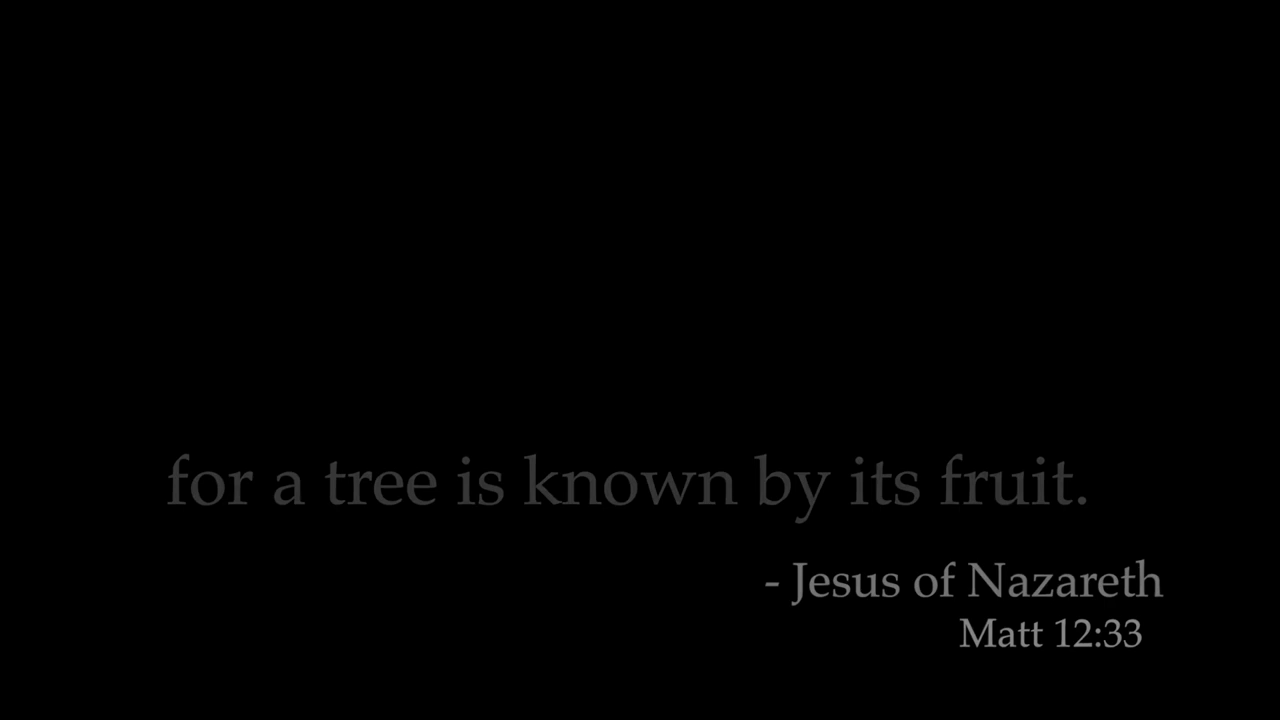 for a tree is known by its fruit.
- Jesus of Nazareth
Matt 12:33